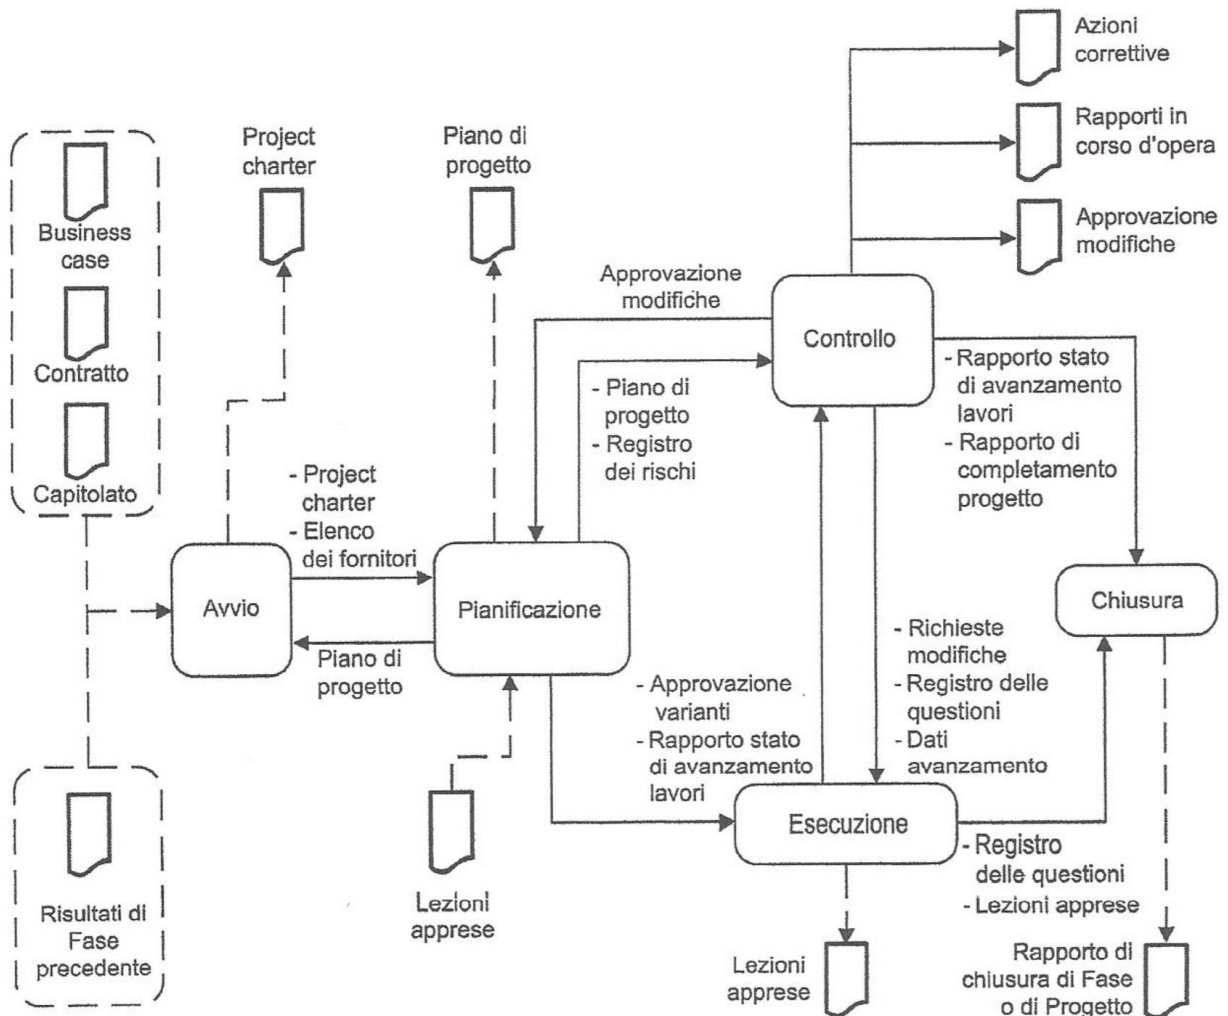 Azioni
correttive
Rapporti in
corso d'opera
Approvazione
modifiche
Project
charter
Piano di
progetto
Business
case
Contratto
Capitolato
Approvazione
modifiche
Controllo
- Piano di
progetto
- Registro
dei rischi
- Rapporto stato
di avanzamento
lavori
- Rapporto di
completamento
progetto
- Project
charter
- Elenco
dei fornitori
Avvio
Pianificazione
Chiusura
Piano di
progetto
- Approvazione
varianti
- Rapporto stato
di avanzamento
lavori
- Richieste
modifiche
- Registro delle
questioni
- Dati
avanzamento
Esecuzione
- Registro
delle questioni
- Lezioni apprese
Risultati di
Fase
precedente
Lezioni
apprese
Lezioni
apprese
Rapporto di
chiusura di Fase
o di Progetto